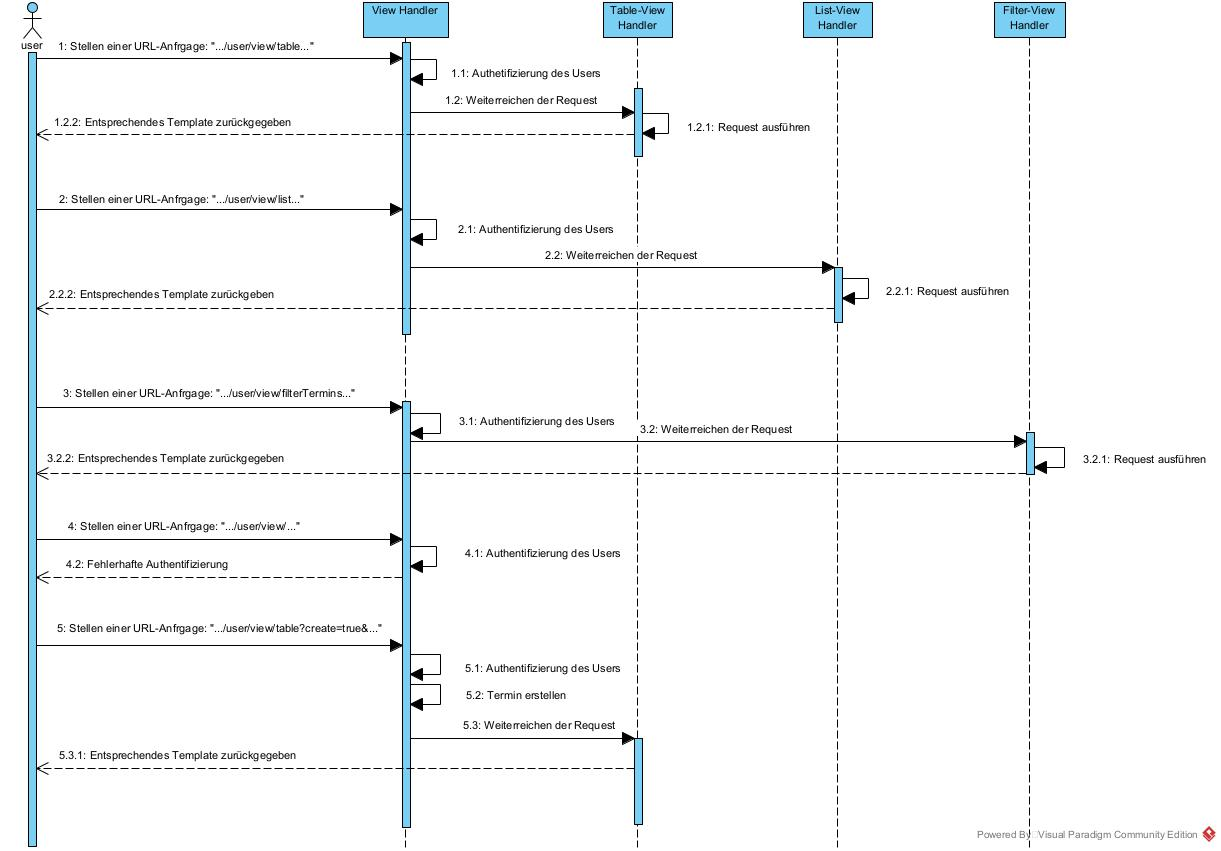 View Handler
Table-View
Handler
List-View
Handler
Filter-View
Handler
user
1: Stellen einer URL-Anfrgage: ".../user/view/table..."
1.1: Authetifizierung des Users
1.2: Weiterreichen der Request
1.2.2: Entsprechendes Template zurückgegeben
1.2.1: Request ausführen
2: Stellen einer URL-Anfrgage: ".../user/view/list..."
2.1: Authentifizierung des Users
2.2: Weiterreichen der Request
2.2.2: Entsprechendes Template zurückgeben
2.2.1: Request ausführen
3: Stellen einer URL-Anfrgage: ".../user/view/filterTermins..."
3.1: Authentifizierung des Users
3.2: Weiterreichen der Request
3.2.2: Entsprechendes Template zurückgegeben
3.2.1: Request ausführen
4: Stellen einer URL-Anfrgage: ".../user/view/..."
4.1: Authentifizierung des Users
4.2: Fehlerhafte Authentifizierung
5: Stellen einer URL-Anfrgage: ".../user/view/table?create=true&..."
5.1: Authentifizierung des Users
5.2: Termin erstellen
5.3: Weiterreichen der Request
5.3.1: Entsprechendes Template zurückgegeben
Powered By Visual Paradigm Community Edition